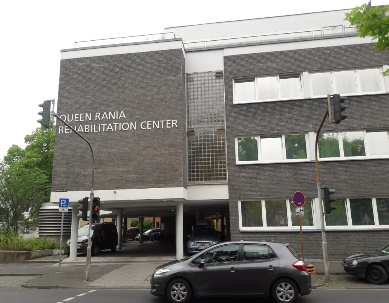 QUEEN RANIA
REHABILITATION CENTER
P